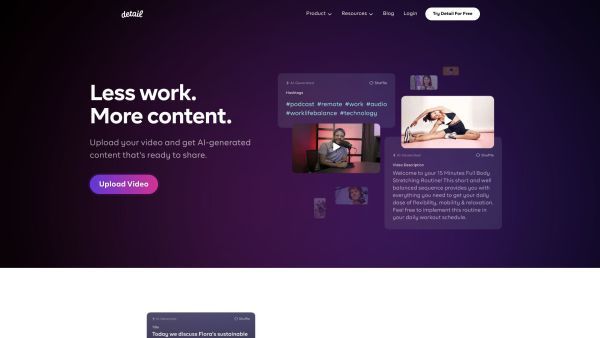 detail
Product
Resources
Blog
Login
Try Detail For Free
Less work.
More content.
Upload your video and get AI-generated
content that's ready to share.
Upload Video
AI Generated
Shuffle
Hashtags
#podcast #remote #work #audio
#worklifebalance #technology
AI Generated
Shuffle
Video Description
Welcome to your 15 Minutes Full Body
Stretching Routine! This short and well
balanced sequence provides you with
everything you need to get your daily
dose of flexibility, mobility & relaxation.
Feel free to implement this routine in
your daily workout schedule.
AI Generated
Shuffle
Title
Today we discuss Flora's sustainable